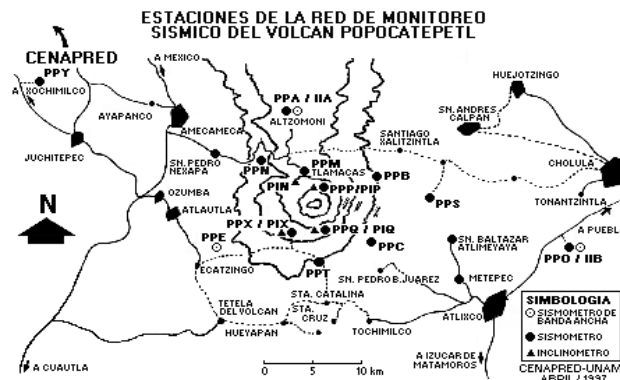 ESTACIONES DE LA RED DE MONITOREO
SISMICO DEL VOLCAN POPOCATEPETL
CENAPRED
PPY
A XOCHIMILCO
A MEXICO
AYAPANCO
AMECAMECA
JUCHITEPEC
SN. PEDRO
NEXAPA
OZUMBA
ATLAUTLA
N
PPA / IIA
ALTZOMONI
PPN
PPM
TLAMACAS
PIN
PPP/PIP
PPB
SANTIAGO
XALITZINTLA
HUEJOTZINGO
SN. ANDRES
CALPAN
CHOLULA
TONANTZINTLA
A PUEBL
PPS
PPX / PIX
PPQ / PIQ
PPE
PPC
PPT
ECATZINGO
SN. BALTAZAR
ATLIMEYAYA
PPO / IIB
SN. PEDRO B. JUAREZ
METEPEC
TETELA
DEL VOLCAN
HUEYAPAN
STA. CATALINA
STA.
CRUZ
TOCHIMILCO
ATLIXCO
A CUAUTLA
0 5 10 km
A IZUCAR DE
MATAMOROS
SIMBOLOGIA
SISMOMETRO DE
BANDA ANCHA
SISMOMETRO
INCLINOMETRO
CENAPRED-UNAM
ABRIL / 1997